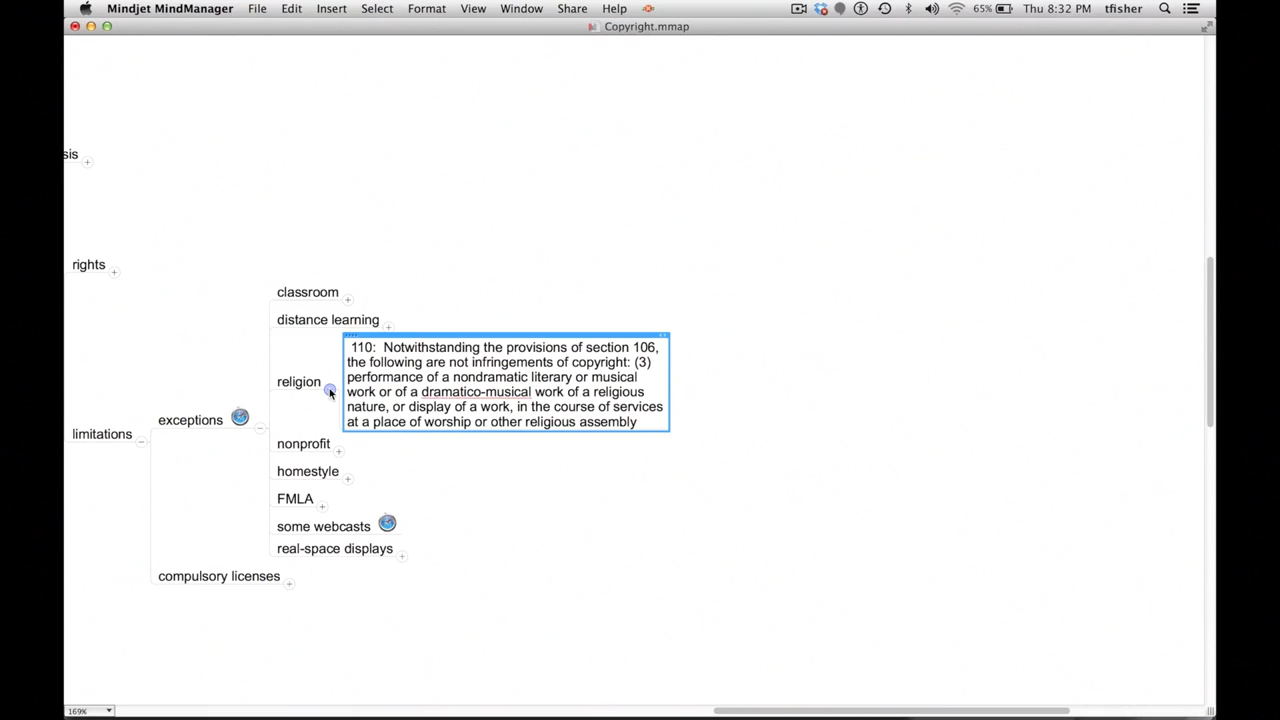 Mindjet MindManager File Edit Insert Select Format View Window Share Help 65% Thu 8:32 PM tfisher
Copyright.mmap
sis
rights
classroom
distance learning
110: Notwithstanding the provisions of section 106,
the following are not infringements of copyright: (3)
performance of a nondramatic literary or musical
work or of a dramatico-musical work of a religious
nature, or display of a work, in the course of services
at a place of worship or other religious assembly
religion
exceptions
limitations
nonprofit
homestyle
FMLA
some webcasts
real-space displays
compulsory licenses
169%